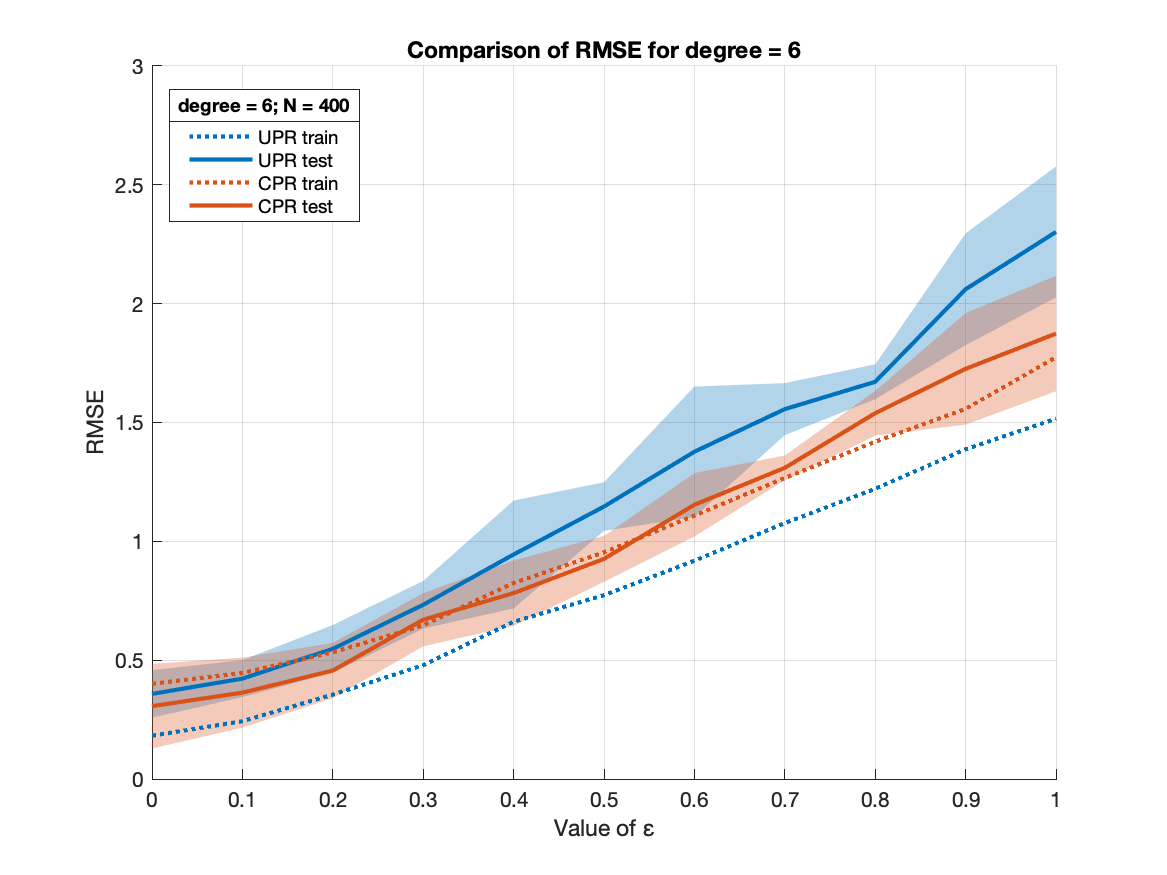 Comparison of RMSE for degree = 6
degree = 6; N = 400
UPR train
UPR test
CPR train
CPR test
RMSE
3
2.5
2
1.5
1
0.5
0
0 0.1 0.2 0.3 0.4 0.5 0.6 0.7 0.8 0.9 1
Value of ε